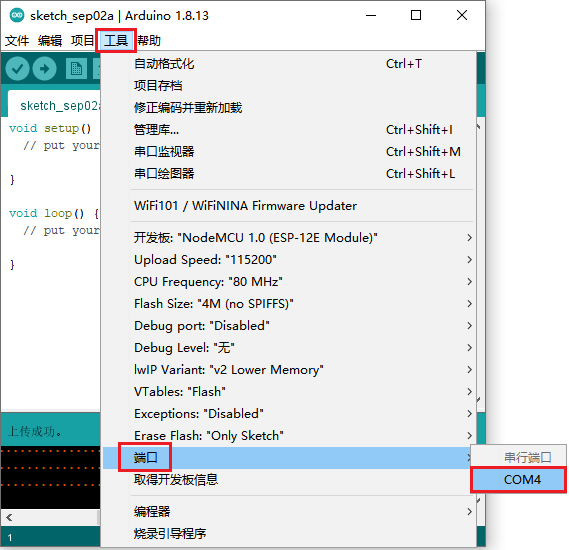 sketch_sep02a | Arduino 1.8.13
文件 编辑 项目 工具 帮助
sketch_sep02a
void setup()
// put your
}
void loop() {
// put your
}
自动格式化 Ctrl+T
项目存档
修正编码并重新加载
管理库... Ctrl+Shift+I
串口监视器 Ctrl+Shift+M
串口绘图器 Ctrl+Shift+L
WiFi101 / WiFiNINA Firmware Updater
开发板: "NodeMCU 1.0 (ESP-12E Module)"
Upload Speed: "115200"
CPU Frequency: "80 MHz"
Flash Size: "4M (no SPIFFS)"
Debug port: "Disabled"
Debug Level: "无"
lwIP Variant: "v2 Lower Memory"
VTables: "Flash"
Exceptions: "Disabled"
Erase Flash: "Only Sketch"
端口
串行端口
COM4
取得开发板信息
编程器
烧录引导程序
上传成功。
1